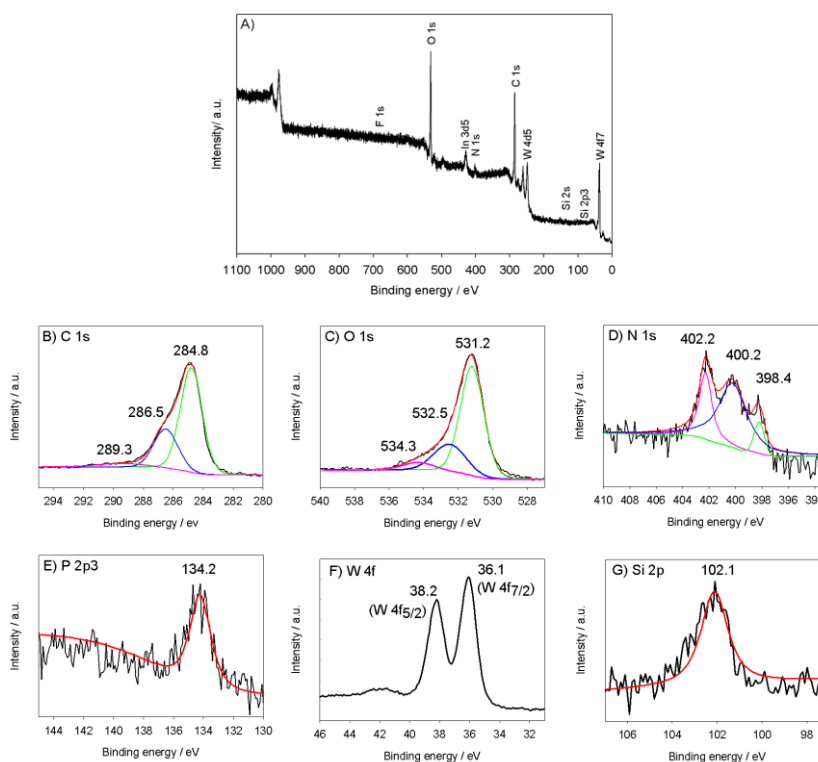 A)
O 1s
C 1s
F 1s
In 3d5
N 1s
W 4d5
W 4f7
Si 2s
Si 2p3
Intensity/ a.u.
1100 1000 900 800 700 600 500 400 300 200 100 0
Binding energy / eV
B) C 1s
284.8
286.5
289.3
Intensity / a.u.
294 292 290 288 286 284 282 280
Binding energy / ev
C) O 1s
531.2
532.5
534.3
Intensity / a.u.
540 538 536 534 532 530 528
Binding energy / eV
D) N 1s
402.2
400.2
398.4
Intensity / a.u.
410 408 406 404 402 400 398 396
Binding energy / eV
E) P 2p3
134.2
Intensity / a.u.
144 142 140 138 136 134 132 130
Binding energy / eV
F) W 4f
36.1
38.2
(W 4f7/2)
(W 4f5/2)
Intensity / a.u.
46 44 42 40 38 36 34 32
Binding energy / eV
G) Si 2p
102.1
Intensity / a.u.
106 104 102 100 98
Binding energy / eV